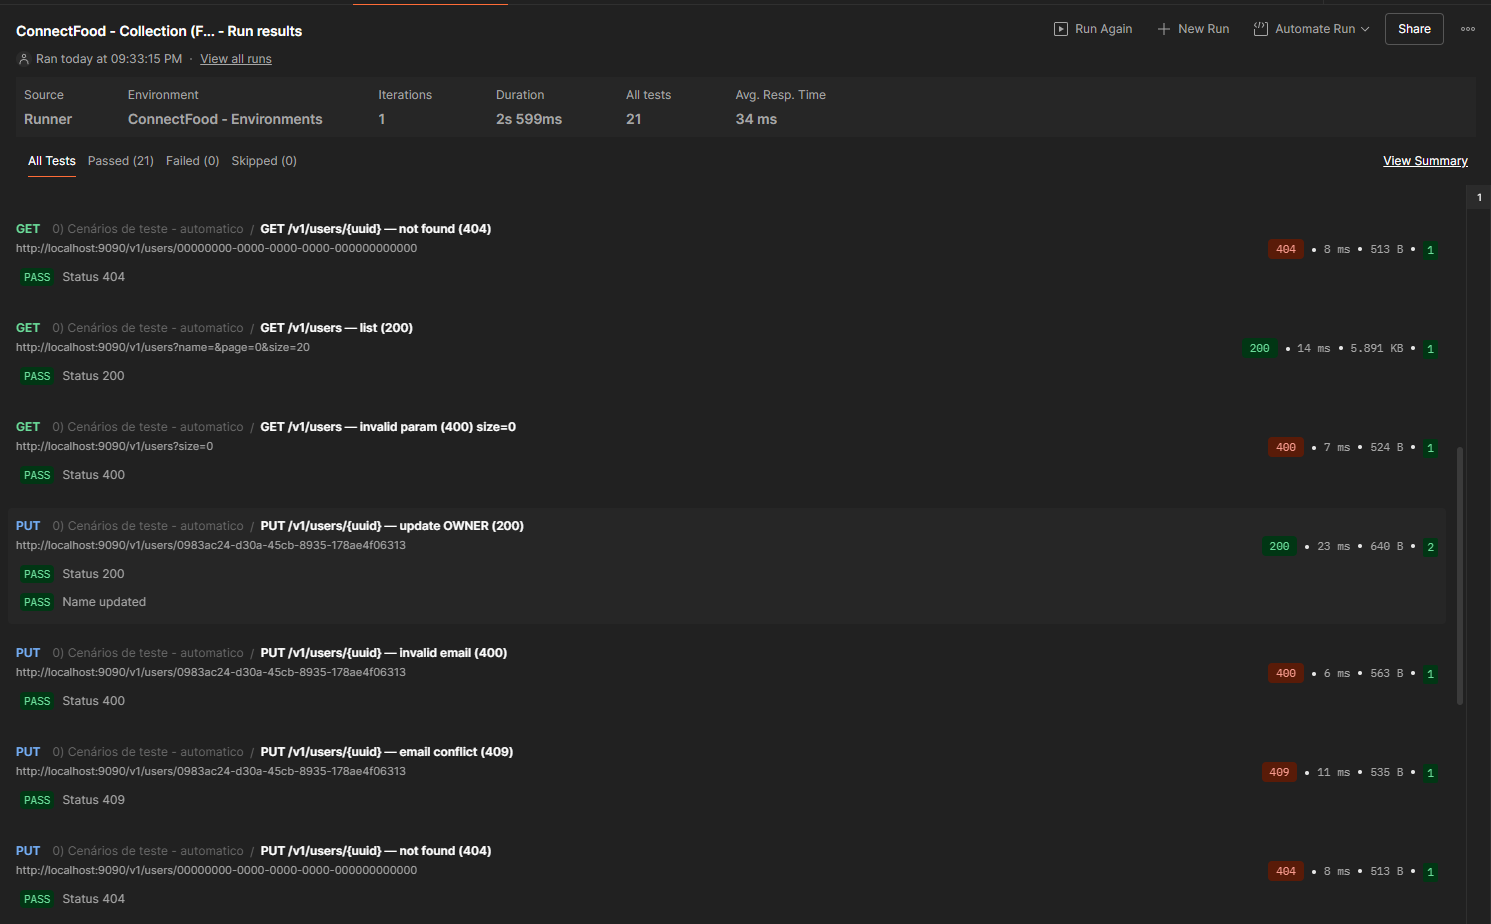 ConnectFood - Collection (F... - Run results
Run Again
New Run
Automate Run
Share
Ran today at 09:33:15 PM · View all runs
Source Environment Iterations Duration All tests Avg. Resp. Time
Runner ConnectFood - Environments 1 2s 599ms 21 34 ms
All Tests Passed (21) Failed (0) Skipped (0) View Summary
1
GET 0) Cenários de teste - automatico / GET /v1/users/{uuid} — not found (404)
http://localhost:9090/v1/users/00000000-0000-0000-0000-000000000000
404 • 8 ms • 513 B • 1
PASS Status 404
GET 0) Cenários de teste - automatico / GET /v1/users — list (200)
http://localhost:9090/v1/users?name=&page=0&size=20
200 • 14 ms • 5.891 KB • 1
PASS Status 200
GET 0) Cenários de teste - automatico / GET /v1/users — invalid param (400) size=0
http://localhost:9090/v1/users?size=0
400 • 7 ms • 524 B • 1
PASS Status 400
PUT 0) Cenários de teste - automatico / PUT /v1/users/{uuid} — update OWNER (200)
http://localhost:9090/v1/users/0983ac24-d30a-45cb-8935-178ae4f06313
200 • 23 ms • 640 B • 2
PASS Status 200
PASS Name updated
PUT 0) Cenários de teste - automatico / PUT /v1/users/{uuid} — invalid email (400)
http://localhost:9090/v1/users/0983ac24-d30a-45cb-8935-178ae4f06313
400 • 6 ms • 563 B • 1
PASS Status 400
PUT 0) Cenários de teste - automatico / PUT /v1/users/{uuid} — email conflict (409)
http://localhost:9090/v1/users/0983ac24-d30a-45cb-8935-178ae4f06313
409 • 11 ms • 535 B • 1
PASS Status 409
PUT 0) Cenários de teste - automatico / PUT /v1/users/{uuid} — not found (404)
http://localhost:9090/v1/users/00000000-0000-0000-0000-000000000000
404 • 8 ms • 513 B • 1
PASS Status 404